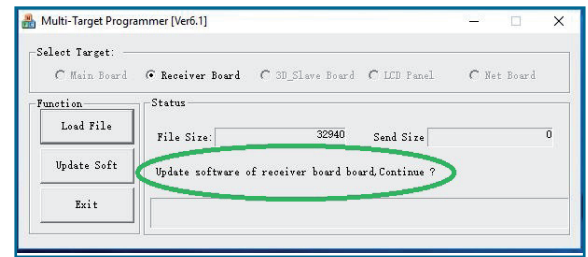 Multi-Target Programmer [Ver6.1]
Select Target:
Main Board Receiver Board 3D_Slave Board LCD Panel Net Board
Function
Status
Load File
File Size: 32940 Send Size 0
Update Soft
Update software of receiver board board,Continue ?
Exit